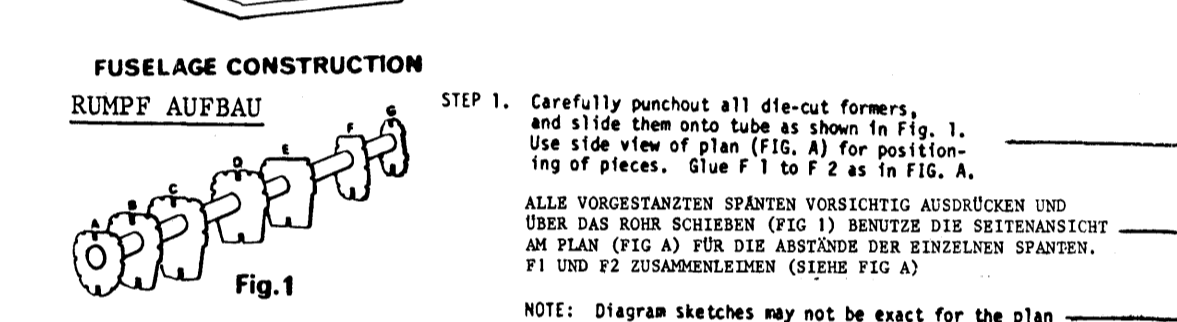 FUSELAGE CONSTRUCTION
RUMPF AUFBAU
A B C D E F G
Fig.1
STEP 1. Carefully punchout all die-cut formers,
and slide them onto tube as shown in Fig. 1.
Use side view of plan (FIG. A) for position-
ing of pieces. Glue F 1 to F 2 as in FIG. A.
ALLE VORGESTANZTEN SPÄNTEN VORSICHTIG AUSDRÜCKEN UND
ÜBER DAS ROHR SCHIEBEN (FIG 1) BENUTZE DIE SEITENANSICHT
AM PLAN (FIG A) FÜR DIE ABSTÄNDE DER EINZELNEN SPANTEN.
F1 UND F2 ZUSAMMENLEIMEN (SIEHE FIG A)
NOTE: Diagram sketches may not be exact for the plan